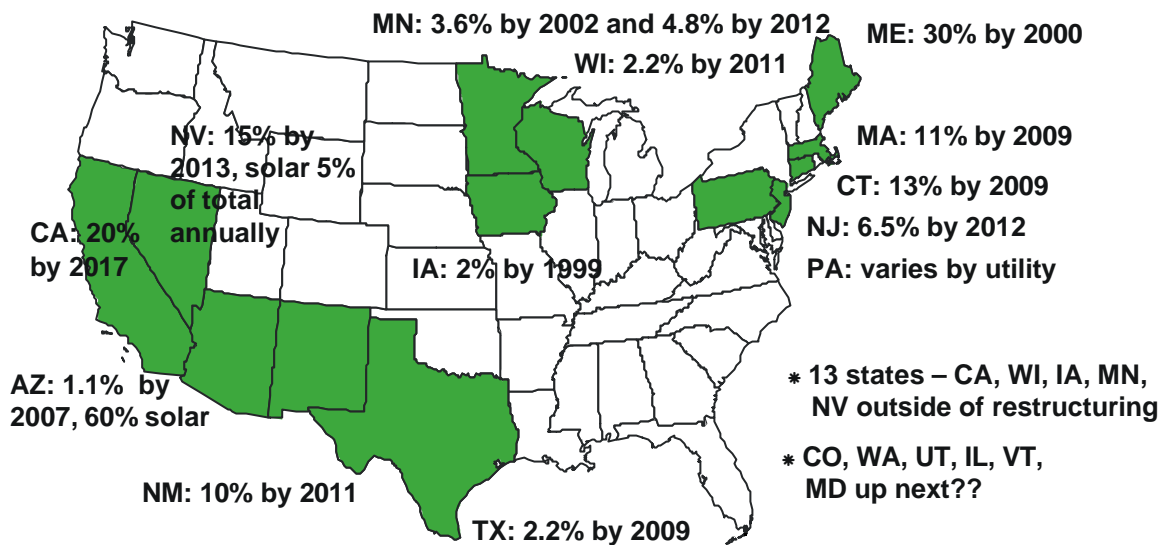 MN: 3.6% by 2002 and 4.8% by 2012
ME: 30% by 2000
WI: 2.2% by 2011
NV: 15% by
2013, solar 5%
of total
annually
MA: 11% by 2009
CT: 13% by 2009
CA: 20%
by 2017
NJ: 6.5% by 2012
IA: 2% by 1999
PA: varies by utility
AZ: 1.1% by
2007, 60% solar
* 13 states – CA, WI, IA, MN,
NV outside of restructuring
* CO, WA, UT, IL, VT,
MD up next??
NM: 10% by 2011
TX: 2.2% by 2009